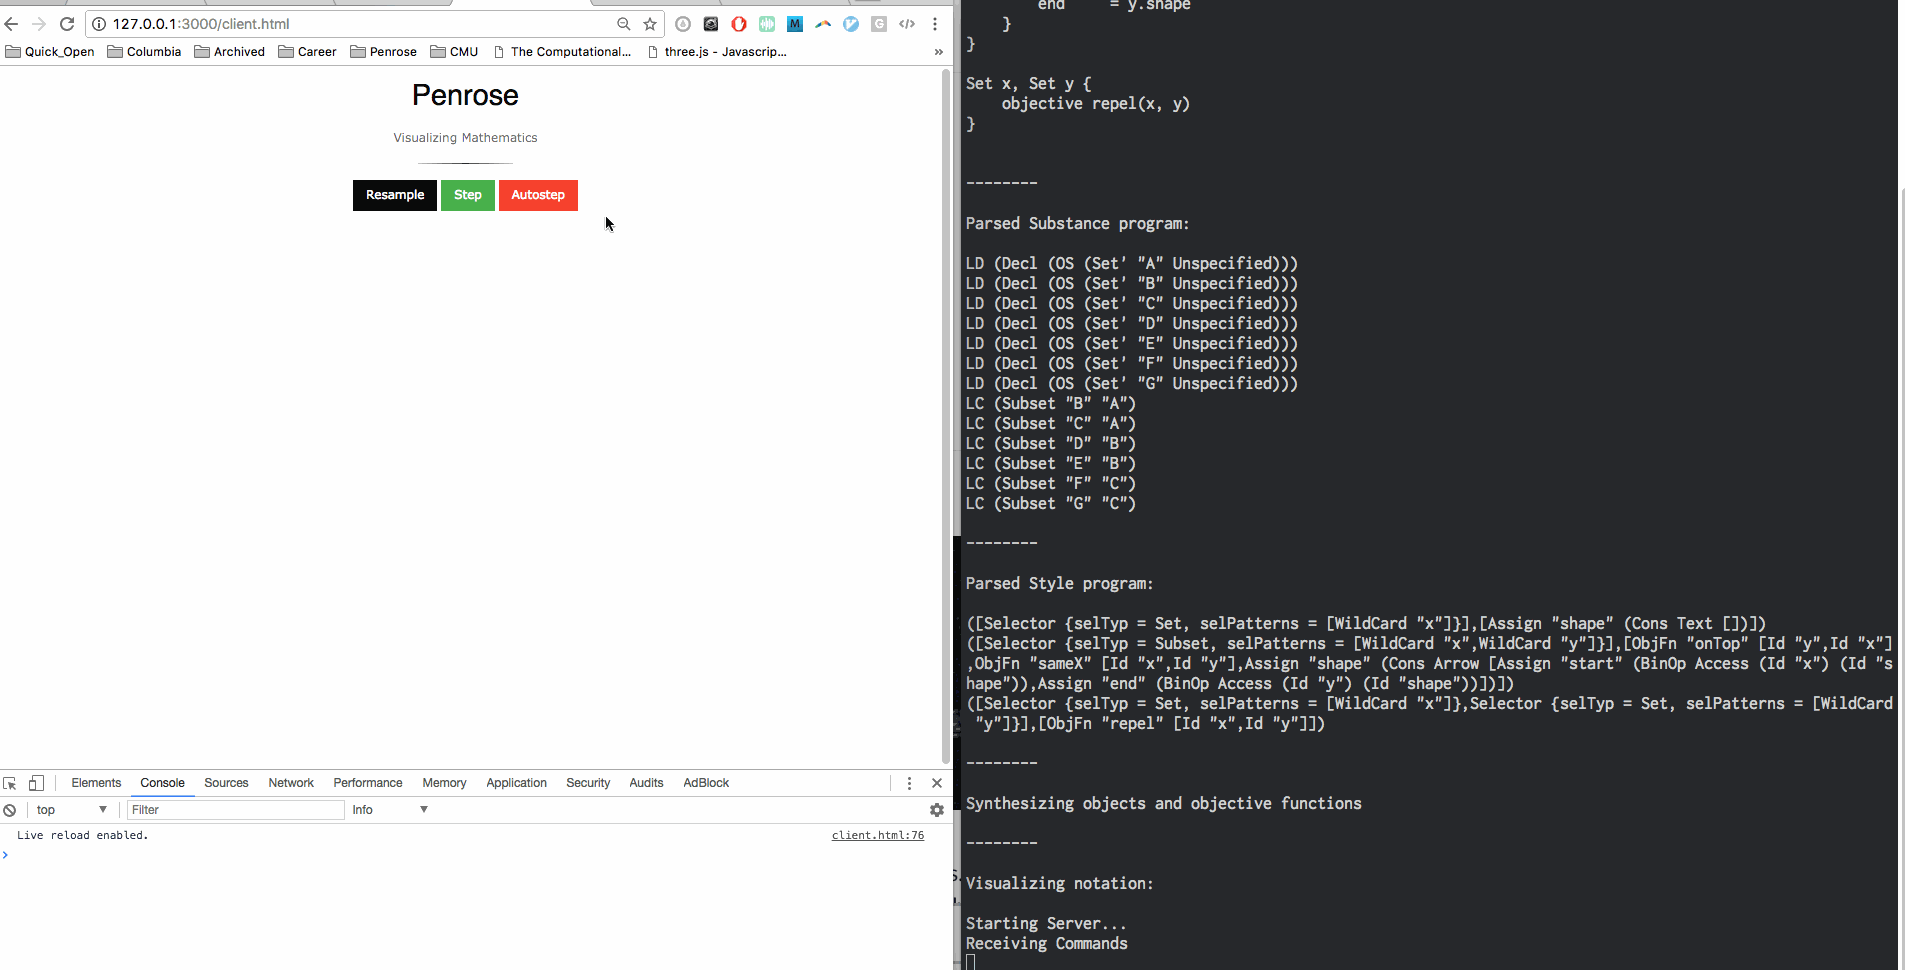 127.0.0.1:3000/client.html
Quick_Open Columbia Archived Career Penrose CMU The Computational... three.js - Javascrip... »
Penrose
Visualizing Mathematics
Resample Step Autostep
Elements Console Sources Network Performance Memory Application Security Audits AdBlock
top Filter Info
Live reload enabled. client.html:76
>
end = y.shape
}
}
Set x, Set y {
objective repel(x, y)
}
--------
Parsed Substance program:
LD (Decl (OS (Set' "A" Unspecified)))
LD (Decl (OS (Set' "B" Unspecified)))
LD (Decl (OS (Set' "C" Unspecified)))
LD (Decl (OS (Set' "D" Unspecified)))
LD (Decl (OS (Set' "E" Unspecified)))
LD (Decl (OS (Set' "F" Unspecified)))
LD (Decl (OS (Set' "G" Unspecified)))
LC (Subset "B" "A")
LC (Subset "C" "A")
LC (Subset "D" "B")
LC (Subset "E" "B")
LC (Subset "F" "C")
LC (Subset "G" "C")
--------
Parsed Style program:
([Selector {selTyp = Set, selPatterns = [WildCard "x"]}],[Assign "shape" (Cons Text [])])
([Selector {selTyp = Subset, selPatterns = [WildCard "x",WildCard "y"]}],[ObjFn "onTop" [Id "y",Id "x"]
,ObjFn "sameX" [Id "x",Id "y"],Assign "shape" (Cons Arrow [Assign "start" (BinOp Access (Id "x") (Id "s
hape")),Assign "end" (BinOp Access (Id "y") (Id "shape"))])])
([Selector {selTyp = Set, selPatterns = [WildCard "x"]},Selector {selTyp = Set, selPatterns = [WildCard
"y"]}],[ObjFn "repel" [Id "x",Id "y"]])
--------
Synthesizing objects and objective functions
--------
Visualizing notation:
Starting Server...
Receiving Commands